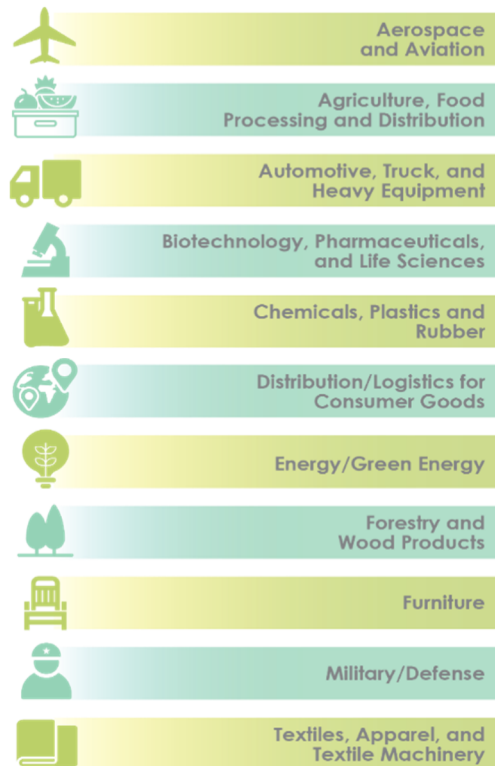 Aerospace
and Aviation
Agriculture, Food
Processing and Distribution
Automotive, Truck, and
Heavy Equipment
Biotechnology, Pharmaceuticals,
and Life Sciences
Chemicals, Plastics and
Rubber
Distribution/Logistics for
Consumer Goods
Energy/Green Energy
Forestry and
Wood Products
Furniture
Military/Defense
Textiles, Apparel, and
Textile Machinery